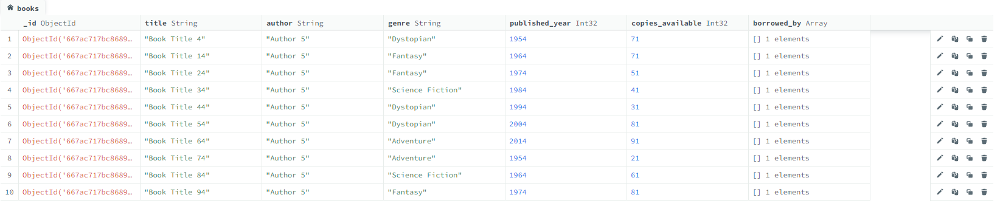 books
_id ObjectId title String author String genre String published_year Int32 copies_available Int32 borrowed_by Array
1 ObjectId('667ac717bc8689… "Book Title 4" "Author 5" "Dystopian" 1954 71 [] 1 elements
2 ObjectId('667ac717bc8689… "Book Title 14" "Author 5" "Fantasy" 1964 71 [] 1 elements
3 ObjectId('667ac717bc8689… "Book Title 24" "Author 5" "Fantasy" 1974 51 [] 1 elements
4 ObjectId('667ac717bc8689… "Book Title 34" "Author 5" "Science Fiction" 1984 41 [] 1 elements
5 ObjectId('667ac717bc8689… "Book Title 44" "Author 5" "Dystopian" 1994 31 [] 1 elements
6 ObjectId('667ac717bc8689… "Book Title 54" "Author 5" "Dystopian" 2004 81 [] 1 elements
7 ObjectId('667ac717bc8689… "Book Title 64" "Author 5" "Adventure" 2014 91 [] 1 elements
8 ObjectId('667ac717bc8689… "Book Title 74" "Author 5" "Adventure" 1954 21 [] 1 elements
9 ObjectId('667ac717bc8689… "Book Title 84" "Author 5" "Science Fiction" 1964 61 [] 1 elements
10 ObjectId('667ac717bc8689… "Book Title 94" "Author 5" "Fantasy" 1974 81 [] 1 elements